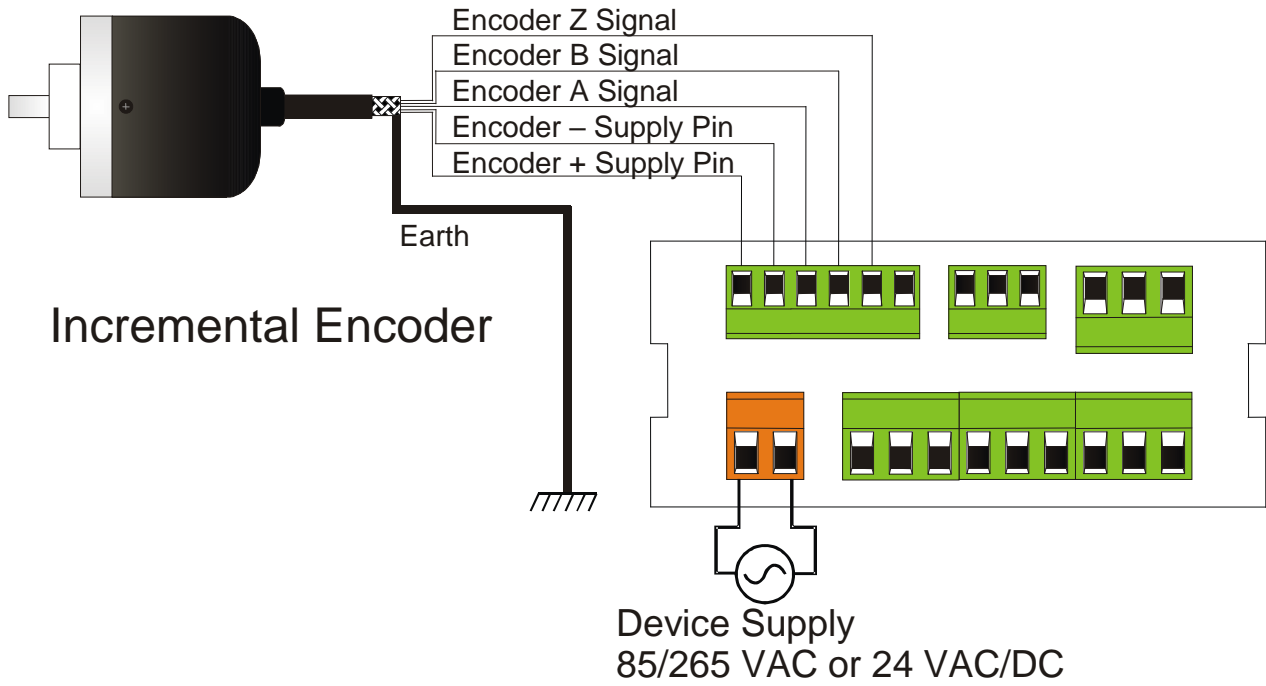 Encoder Z Signal
Encoder B Signal
Encoder A Signal
Encoder – Supply Pin
Encoder + Supply Pin
Earth
Incremental Encoder
Device Supply
85/265 VAC or 24 VAC/DC